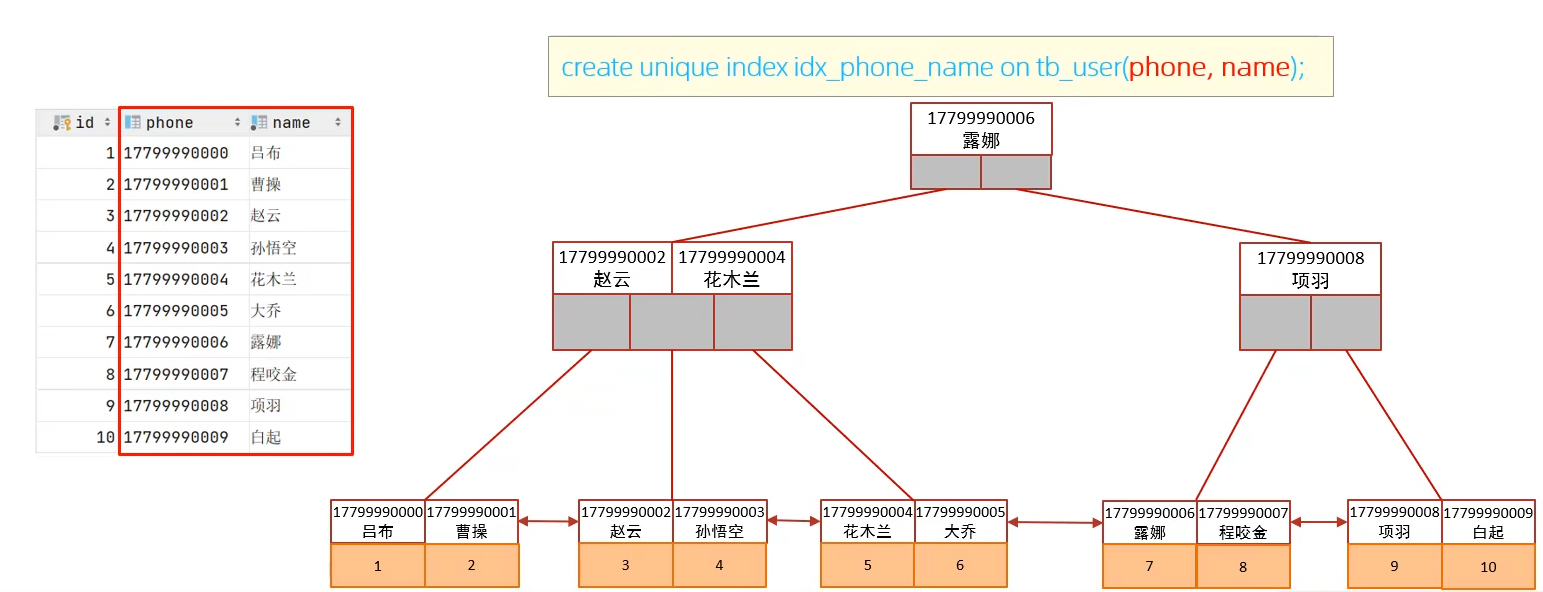 create unique index idx_phone_name on tb_user(phone, name);
id phone name
1 17799990000 吕布
2 17799990001 曹操
3 17799990002 赵云
4 17799990003 孙悟空
5 17799990004 花木兰
6 17799990005 大乔
7 17799990006 露娜
8 17799990007 程咬金
9 17799990008 项羽
10 17799990009 白起
17799990006
露娜
17799990002 17799990004
赵云 花木兰
17799990008
项羽
17799990000 17799990001
吕布 曹操
1 2
17799990002 17799990003
赵云 孙悟空
3 4
17799990004 17799990005
花木兰 大乔
5 6
17799990006 17799990007
露娜 程咬金
7 8
17799990008 17799990009
项羽 白起
9 10